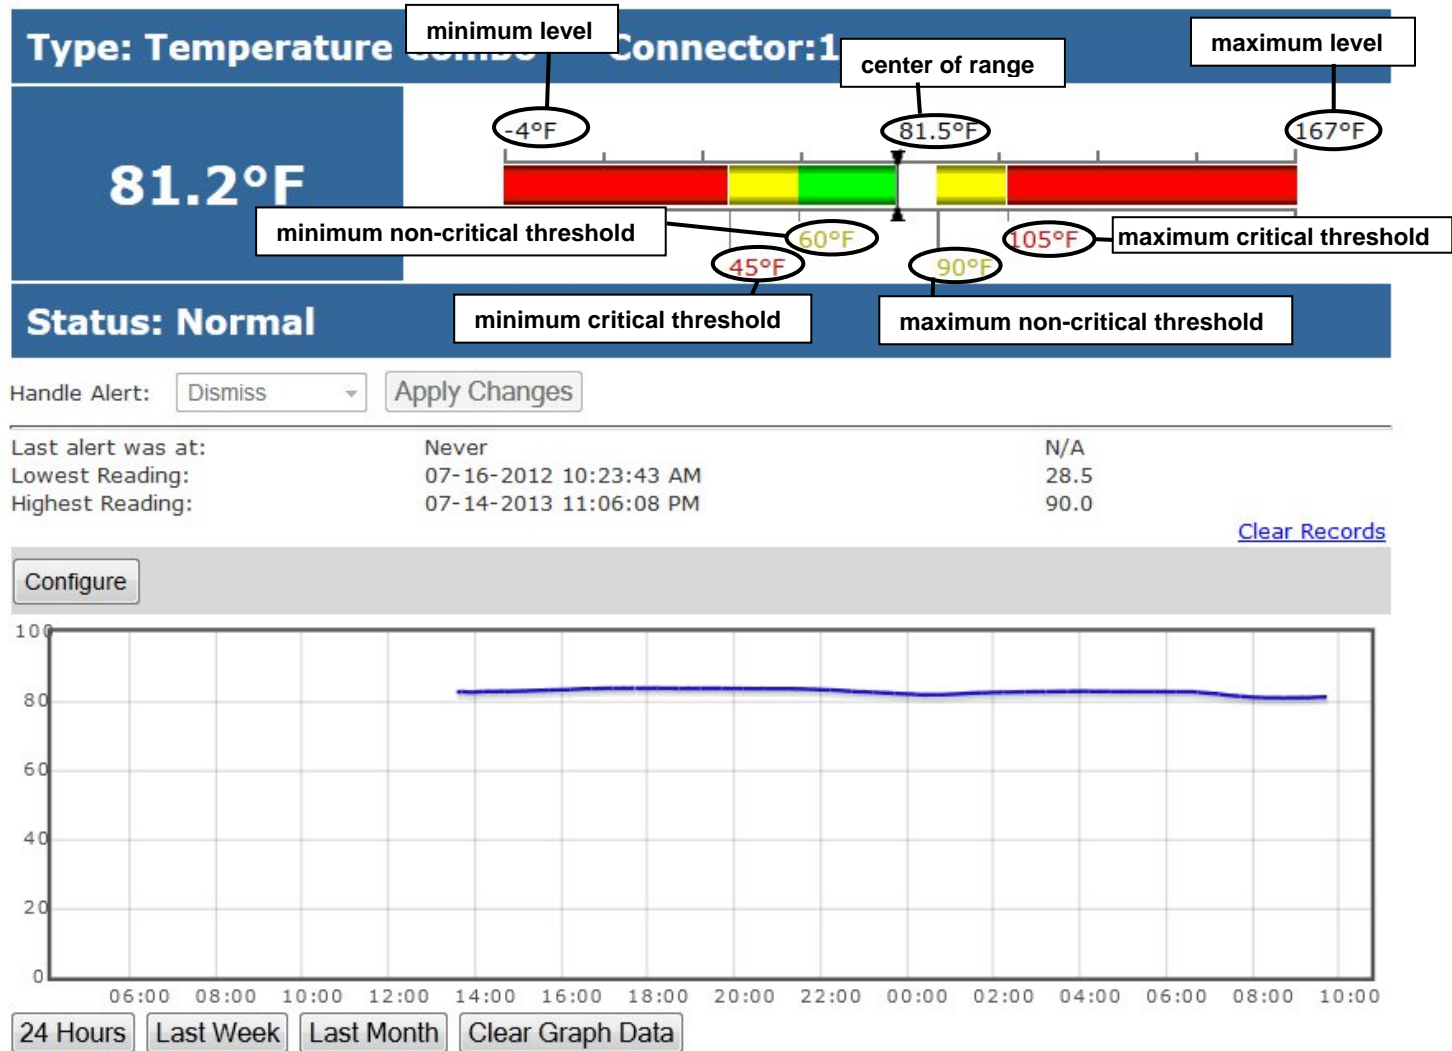 Type: Temperature Combo Connector:1
minimum level
center of range
maximum level
-4°F 81.5°F 167°F
81.2°F
minimum non-critical threshold
60°F 105°F
maximum critical threshold
45°F 90°F
Status: Normal
minimum critical threshold
maximum non-critical threshold
Handle Alert: Dismiss Apply Changes
Last alert was at: Never N/A
Lowest Reading: 07-16-2012 10:23:43 AM 28.5
Highest Reading: 07-14-2013 11:06:08 PM 90.0
Clear Records
Configure
100
80
60
40
20
0
06:00 08:00 10:00 12:00 14:00 16:00 18:00 20:00 22:00 00:00 02:00 04:00 06:00 08:00 10:00
24 Hours Last Week Last Month Clear Graph Data